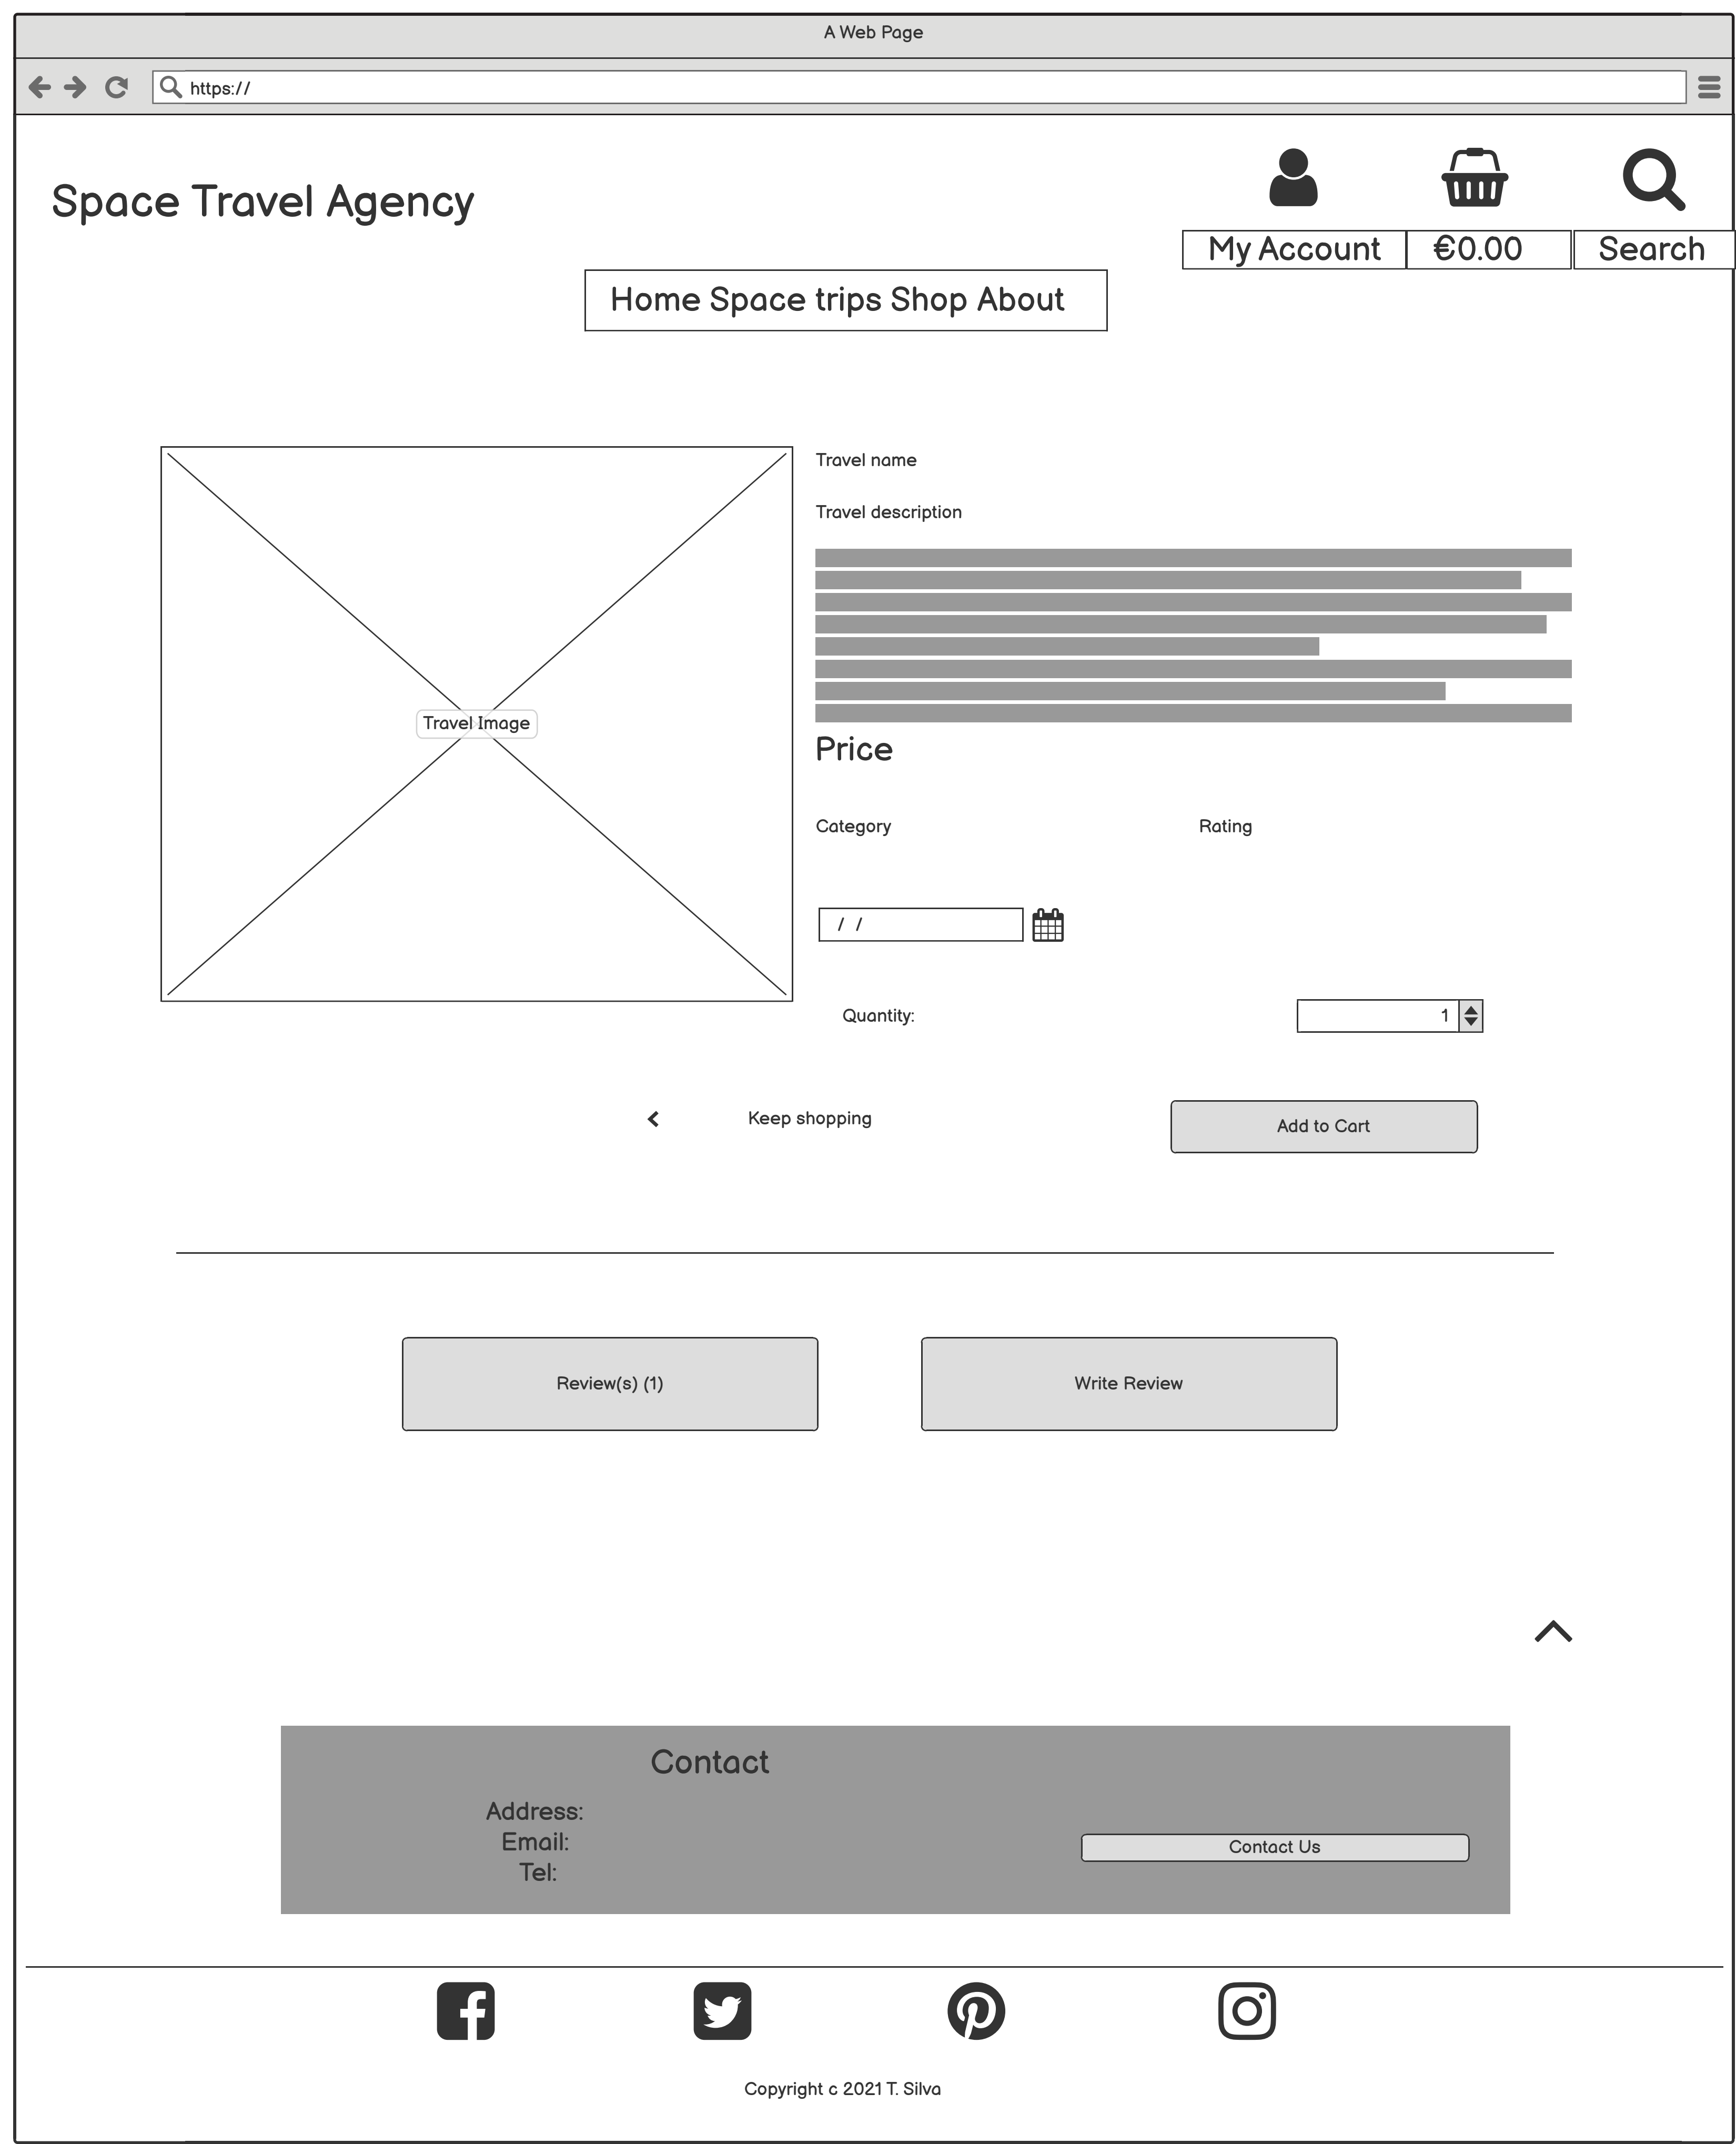 A Web Page
https://
Space Travel Agency
My Account
€0.00
Search
Home Space trips Shop About
Travel name
Travel description
Travel Image
Price
Category
Rating
/ /
Quantity:
1
Keep shopping
Add to Cart
Review(s) (1)
Write Review
Contact
Address:
Email:
Tel:
Contact Us
Copyright c 2021 T. Silva